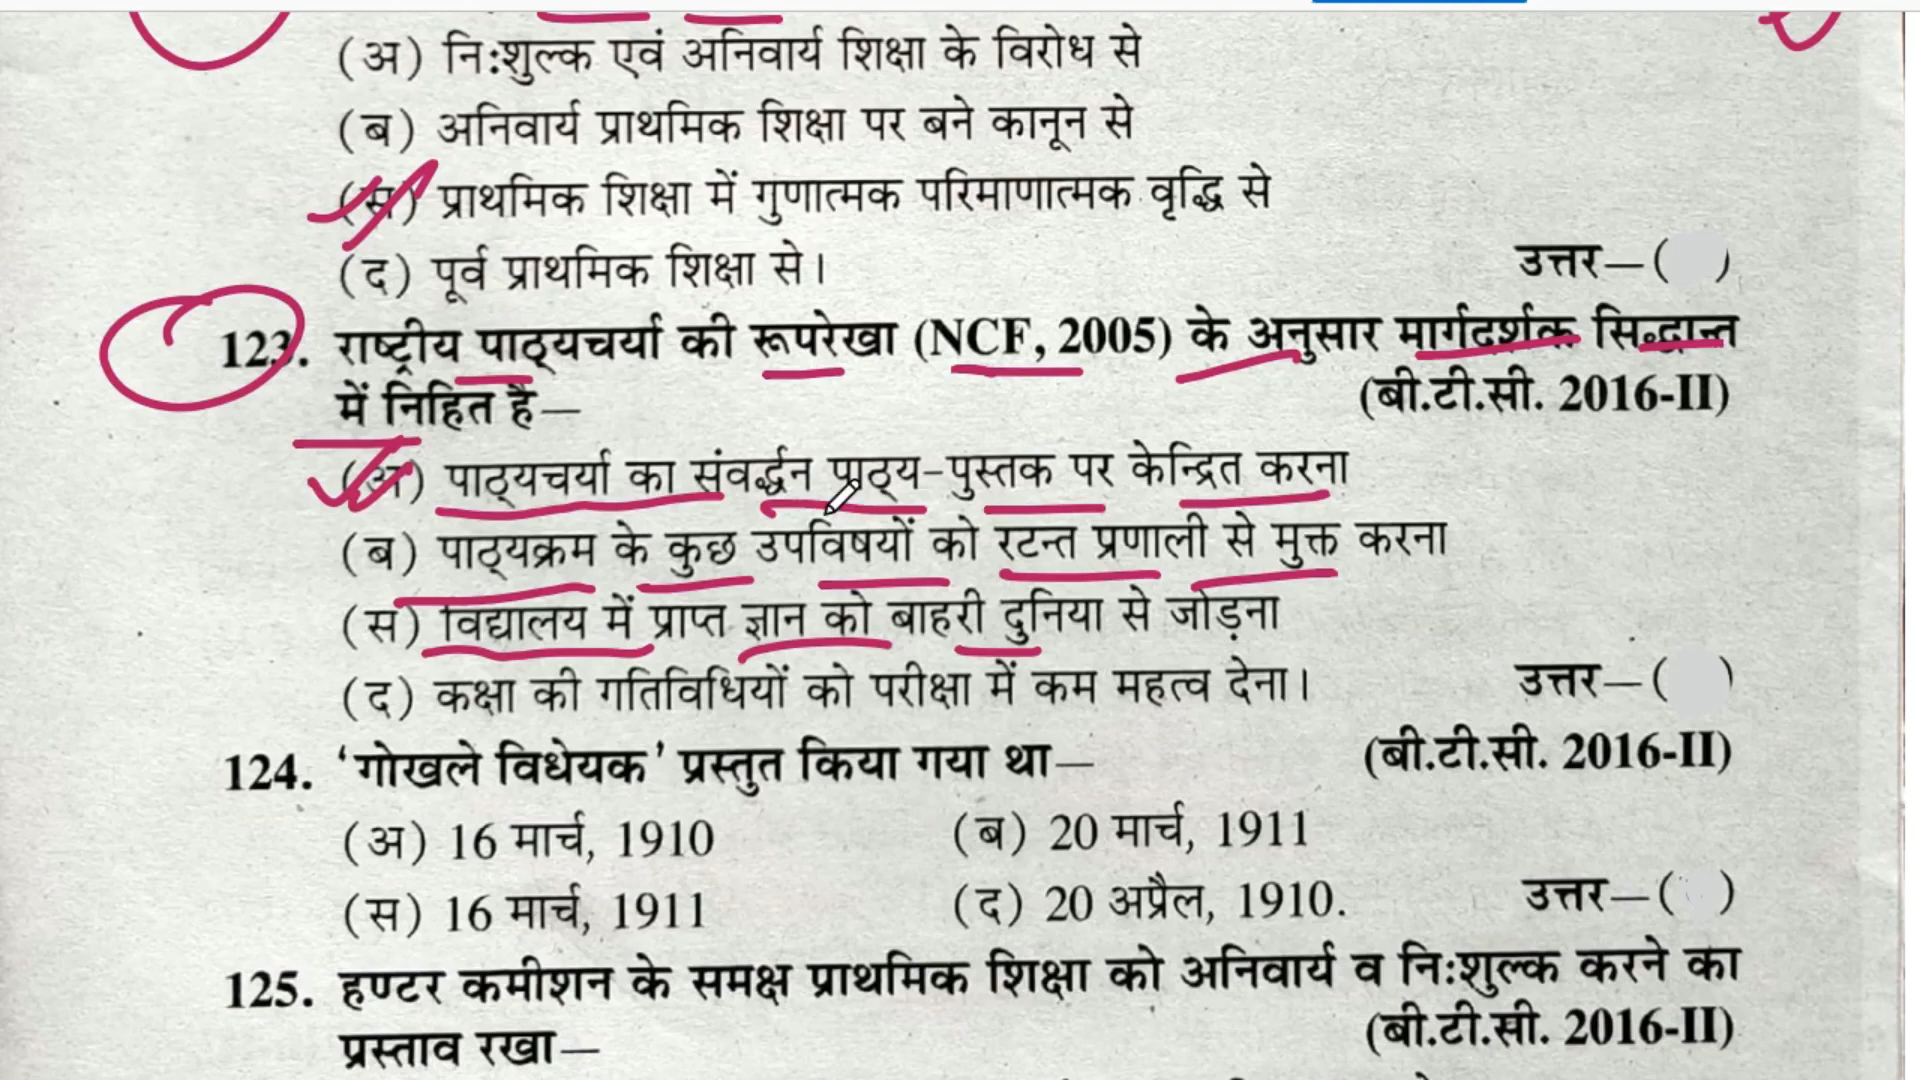 (अ) नि:शुल्क एवं अनिवार्य शिक्षा के विरोध से
(ब) अनिवार्य प्राथमिक शिक्षा पर बने कानून से
(स) प्राथमिक शिक्षा में गुणात्मक परिमाणात्मक वृद्धि से
(द) पूर्व प्राथमिक शिक्षा से। उत्तर—( )
123. राष्ट्रीय पाठ्यचर्या की रूपरेखा (NCF, 2005) के अनुसार मार्गदर्शक सिद्धान्त
में निहित है— (बी.टी.सी. 2016-II)
(अ) पाठ्यचर्या का संवर्द्धन पाठ्य-पुस्तक पर केन्द्रित करना
(ब) पाठ्यक्रम के कुछ उपविषयों को रटन्त प्रणाली से मुक्त करना
(स) विद्यालय में प्राप्त ज्ञान को बाहरी दुनिया से जोड़ना
(द) कक्षा की गतिविधियों को परीक्षा में कम महत्व देना। उत्तर—( )
124. ‘गोखले विधेयक’ प्रस्तुत किया गया था— (बी.टी.सी. 2016-II)
(अ) 16 मार्च, 1910 (ब) 20 मार्च, 1911
(स) 16 मार्च, 1911 (द) 20 अप्रैल, 1910. उत्तर—( )
125. हण्टर कमीशन के समक्ष प्राथमिक शिक्षा को अनिवार्य व नि:शुल्क करने का
प्रस्ताव रखा— (बी.टी.सी. 2016-II)